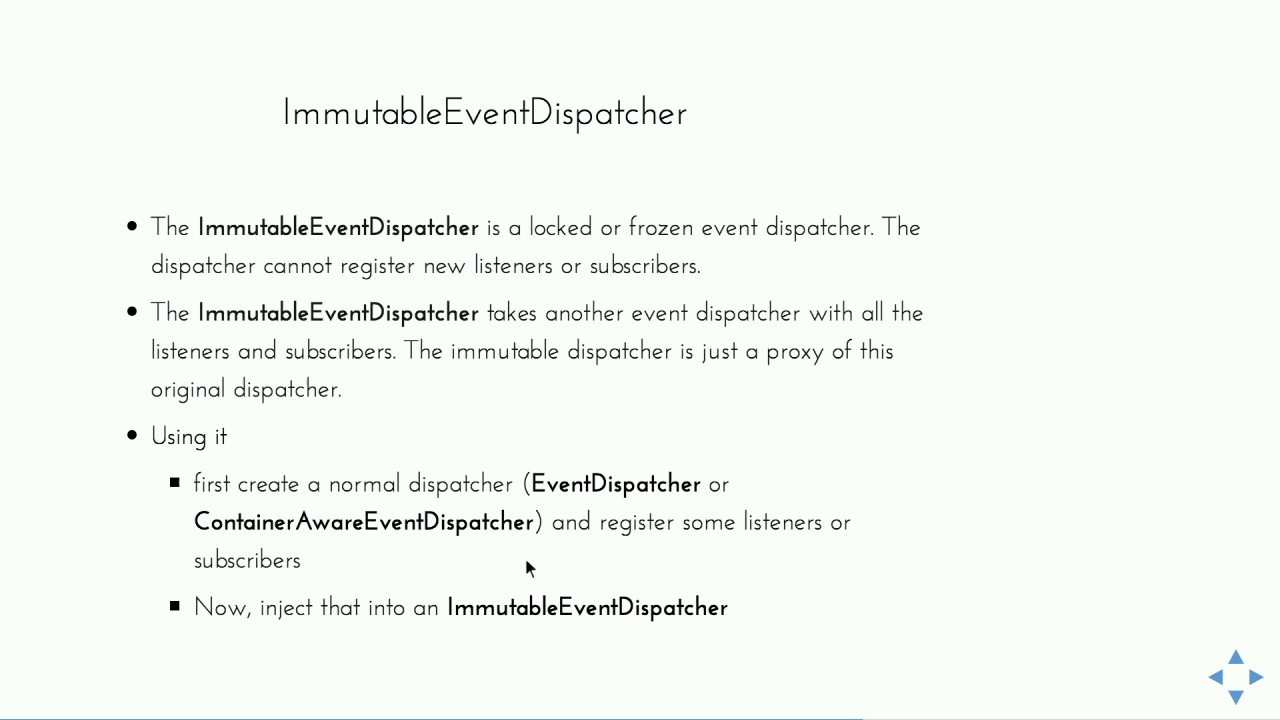 ImmutableEventDispatcher
• The ImmutableEventDispatcher is a locked or frozen event dispatcher. The
dispatcher cannot register new listeners or subscribers.
• The ImmutableEventDispatcher takes another event dispatcher with all the
listeners and subscribers. The immutable dispatcher is just a proxy of this
original dispatcher.
• Using it
▪ first create a normal dispatcher (EventDispatcher or
ContainerAwareEventDispatcher) and register some listeners or
subscribers
▪ Now, inject that into an ImmutableEventDispatcher